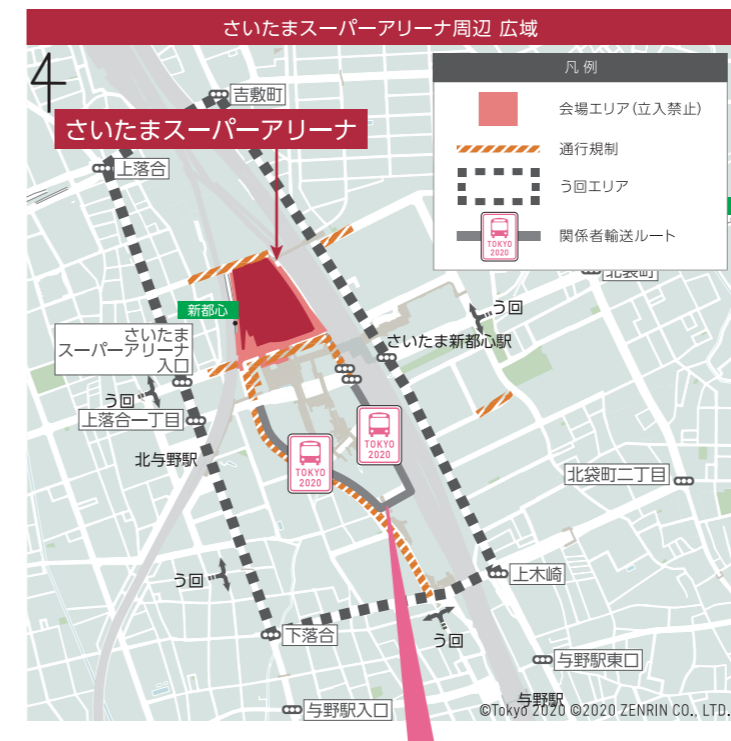 さいたまスーパーアリーナ周辺 広域
凡例
会場エリア(立入禁止)
通行規制
う回エリア
TOKYO
2020
関係者輸送ルート
吉敷町
さいたまスーパーアリーナ
上落合
北袋町
新都心
う回
さいたま新都心駅
さいたま
スーパーアリーナ
入口
う回
上落合一丁目
北与野駅
TOKYO
2020
TOKYO
2020
北袋町二丁目
う回
上木崎
下落合
う回
与野駅東口
与野駅
与野駅入口
©Tokyo 2020 ©2020 ZENRIN CO., LTD.